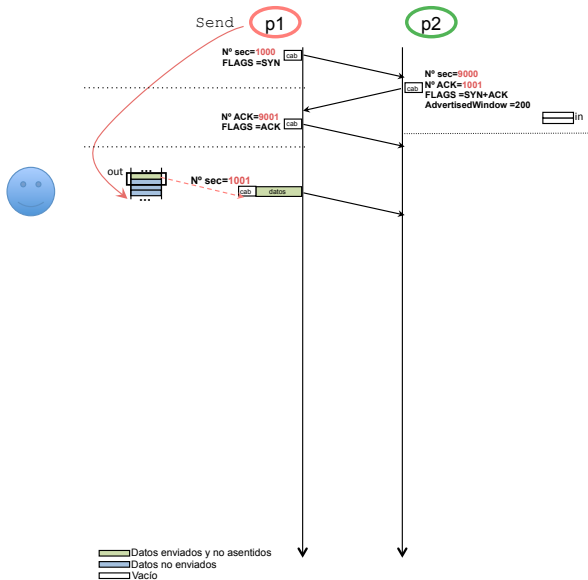 Send
p1
p2
Nº sec=1000
FLAGS =SYN
cab
Nº sec=9000
Nº ACK=1001
FLAGS =SYN+ACK
AdvertisedWindow =200
cab
in
Nº ACK=9001
FLAGS =ACK
cab
out
...
...
Nº sec=1001
cab
datos
Datos enviados y no asentidos
Datos no enviados
Vacío